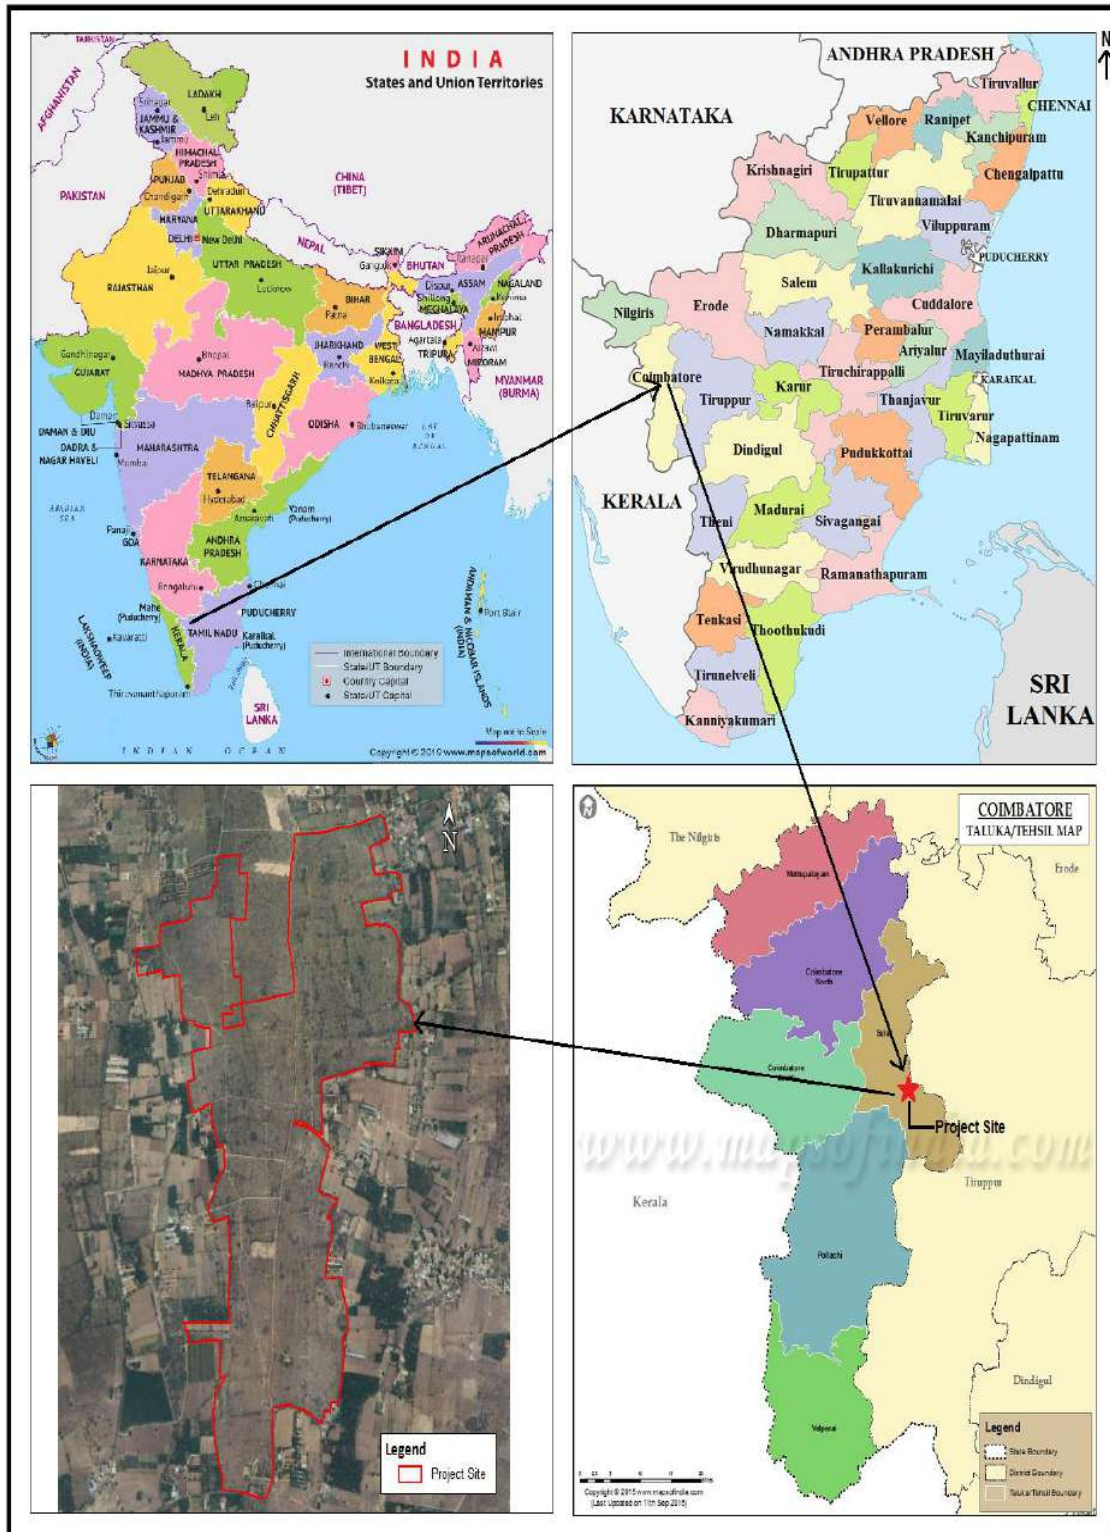 INDIA
States and Union Territories
TAJIKISTAN
AFGHANISTAN
PAKISTAN
CHINA
(TIBET)
NEPAL
BHUTAN
BANGLADESH
MYANMAR
(BURMA)
SRI
LANKA
LADAKH
Leh
Srinagar
JAMMU &
KASHMIR
Jammu
HIMACHAL
PRADESH
Shimla
PUNJAB
Chandigarh
Dehradun
UTTARAKHAND
HARYANA
DELHI
New Delhi
UTTAR PRADESH
Lucknow
Jaipur
RAJASTHAN
SIKKIM
Gangtok
ARUNACHAL
PRADESH
Itanagar
Dispur
ASSAM
NAGALAND
Kohima
Shillong
MEGHALAYA
Imphal
MANIPUR
Agartala
TRIPURA
Aizawl
MIZORAM
BIHAR
Patna
JHARKHAND
Ranchi
WEST
BENGAL
Kolkata
Gandhinagar
GUJARAT
Bhopal
MADHYA PRADESH
CHHATTISGARH
Raipur
ODISHA
Bhubaneswar
BAY
OF
BENGAL
Daman
Silvassa
DAMAN & DIU
DADRA &
NAGAR HAVELI
MAHARASHTRA
Mumbai
TELANGANA
Hyderabad
Amaravati
Yanam
(Puducherry)
ARABIAN
SEA
Panaji
GOA
KARNATAKA
ANDHRA
PRADESH
Bengaluru
Chennai
Mahe
(Puducherry)
PUDUCHERRY
KERALA
TAMIL NADU
Karaikal
(Puducherry)
LAKSHADWEEP
(INDIA)
Kavaratti
Thiruvananthapuram
ANDAMAN & NICOBAR ISLANDS
(INDIA)
Port Blair
International Boundary
State/UT Boundary
Country Capital
State/UT Capital
Map not to Scale
INDIAN OCEAN
Copyright © 2019 www.mapsofworld.com
N
ANDHRA PRADESH
KARNATAKA
Tiruvallur
CHENNAI
Vellore
Ranipet
Kanchipuram
Krishnagiri
Tirupattur
Chengalpattu
Tiruvannamalai
Dharmapuri
Viluppuram
PUDUCHERRY
Kallakurichi
Salem
Cuddalore
Nilgiris
Erode
Namakkal
Perambalur
Ariyalur
Mayiladuthurai
Tiruchirappalli
KARAIKAL
Coimbatore
Tiruppur
Karur
Thanjavur
Tiruvarur
Nagapattinam
Dindigul
Pudukkottai
KERALA
Theni
Madurai
Sivagangai
Virudhunagar
Ramanathapuram
Tenkasi
Thoothukudi
Tirunelveli
Kanniyakumari
SRI
LANKA
N
Legend
Project Site
COIMBATORE
TALUKA/TEHSIL MAP
The Nilgiris
Erode
Mettupalayam
Coimbatore
North
Sulur
Coimbatore
South
Project Site
www.mapsofindia.com
Kerala
Tiruppur
Pollachi
Valparai
Dindigul
Legend
State Boundary
District Boundary
Taluka/Tehsil Boundary
Copyright © 2015 www.mapsofindia.com
(Last Updated on 11th Sep 2015)